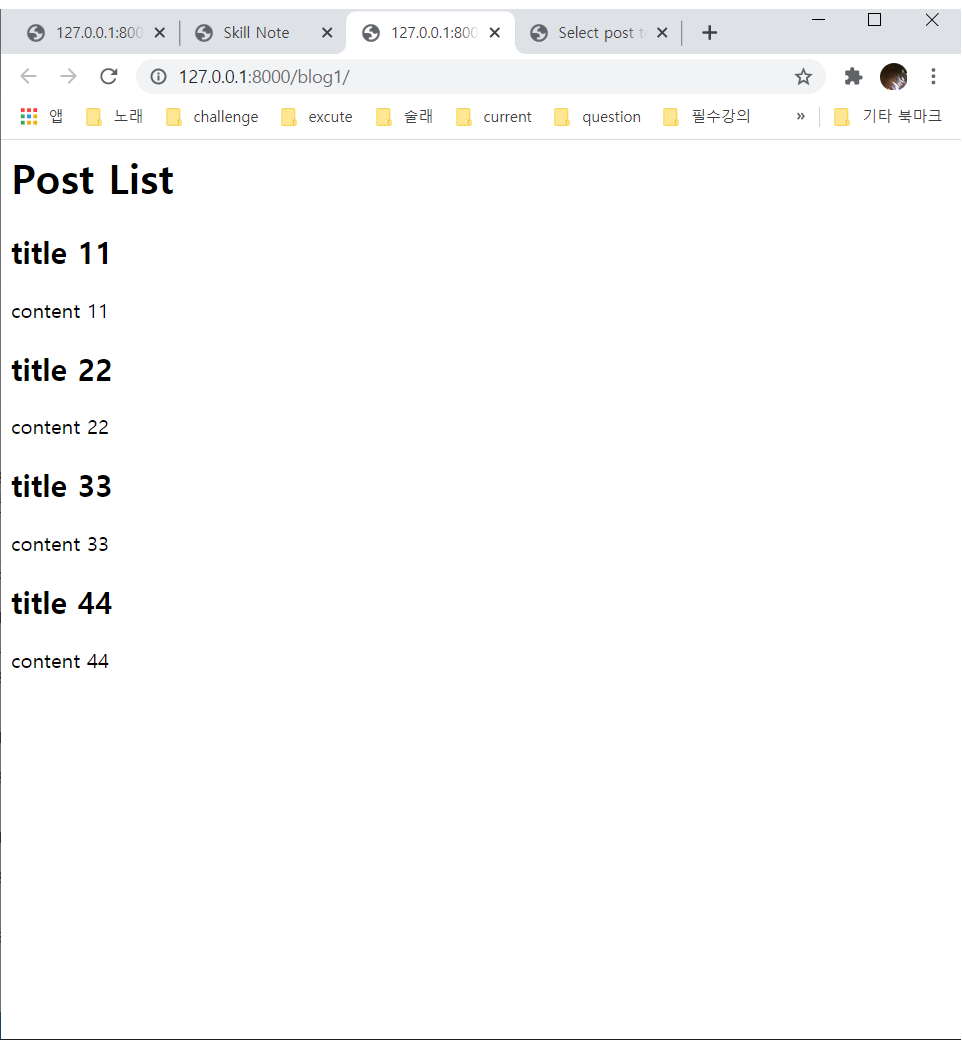 127.0.0.1:800 Skill Note 127.0.0.1:800 Select post t
127.0.0.1:8000/blog1/
앱 노래 challenge excute 술래 current question 필수강의 » 기타 북마크
Post List
title 11
content 11
title 22
content 22
title 33
content 33
title 44
content 44